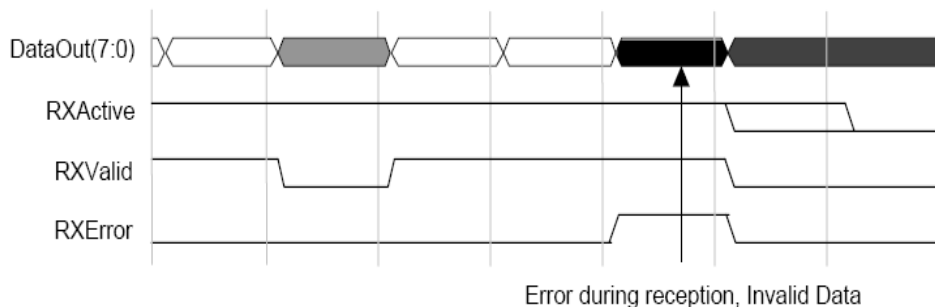 DataOut(7:0)
RXActive
RXValid
RXError
Error during reception, Invalid Data